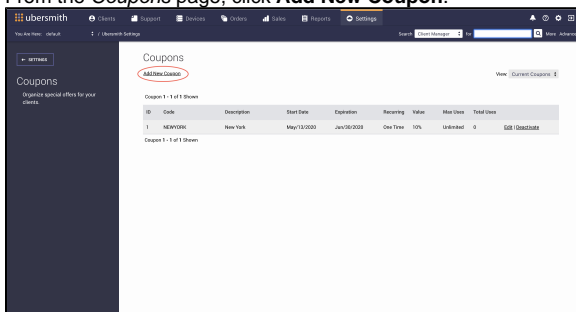 From the Coupons page, click Add New Coupon.
ubersmith Clients Support Devices Orders Sales Reports Settings
You Are Here: default / Ubersmith Settings Search Client Manager for More Advanced
← SETTINGS
Coupons
Organize special offers for your
clients.
Coupons
Add New Coupon
View: Current Coupons
Coupon 1 - 1 of 1 Shown
ID Code Description Start Date Expiration Recurring Value Max Uses Total Uses
1 NEWYORK New York May/13/2020 Jun/30/2020 One Time 10% Unlimited 0 Edit | Deactivate
Coupon 1 - 1 of 1 Shown